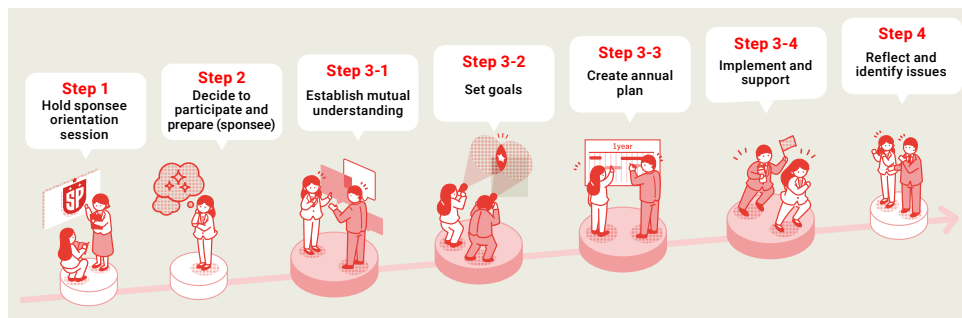 Step 1
Hold sponsee
orientation
session
SP
Step 2
Decide to
participate and
prepare (sponsee)
Step 3-1
Establish mutual
understanding
Step 3-2
Set goals
Step 3-3
Create annual
plan
1year
Step 3-4
Implement and
support
Step 4
Reflect and
identify issues